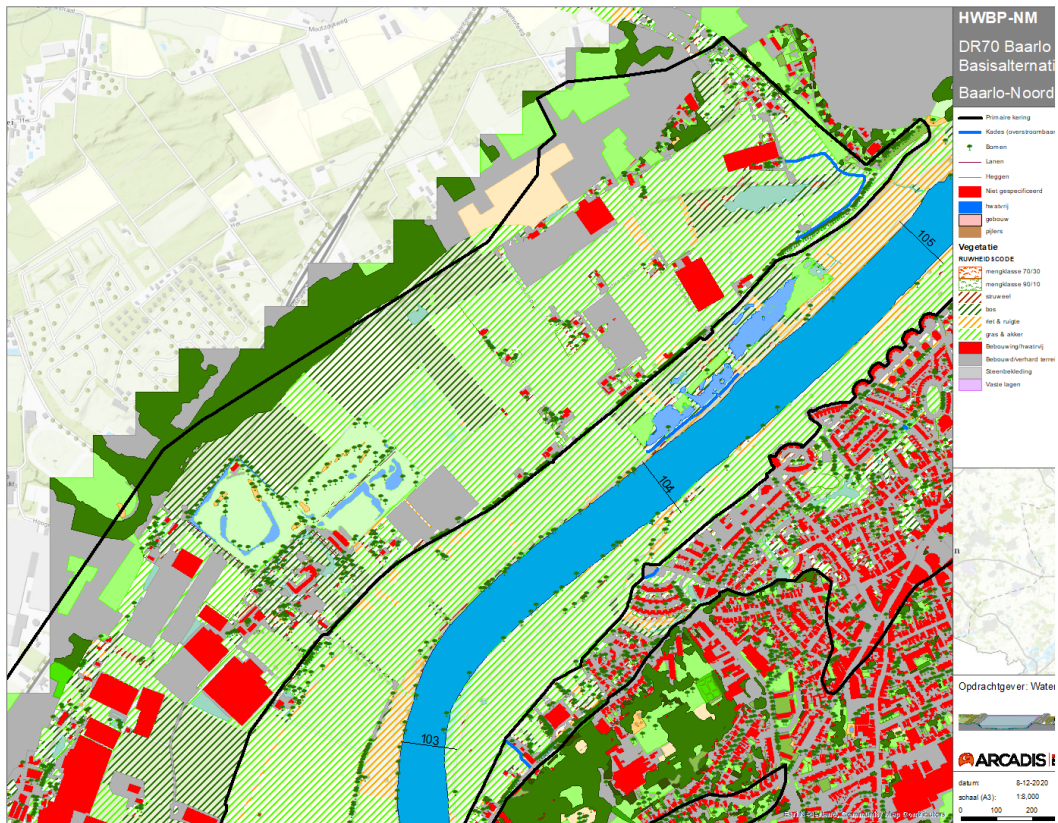 HWBP-NM
DR70 Baarlo
Basisalternati
Baarlo-Noord
Primaire kering
Kades (overstroombaar
Bomen
Lanen
Heggen
Niet gespecificeerd
hwatvrij
gebouw
pijlers
Vegetatie
RUWHEIDSCODE
mengklasse 70/30
mengklasse 90/10
struweel
bos
riet & ruigte
gras & akker
Bebouwing/hwatvrij
Bebouwd/verhard terrei
Steenbekleding
Vaste lagen
105
104
103
n
Opdrachtgever: Water
ARCADIS
datum: 8-12-2020
schaal (A3): 1:8,000
0 100 200